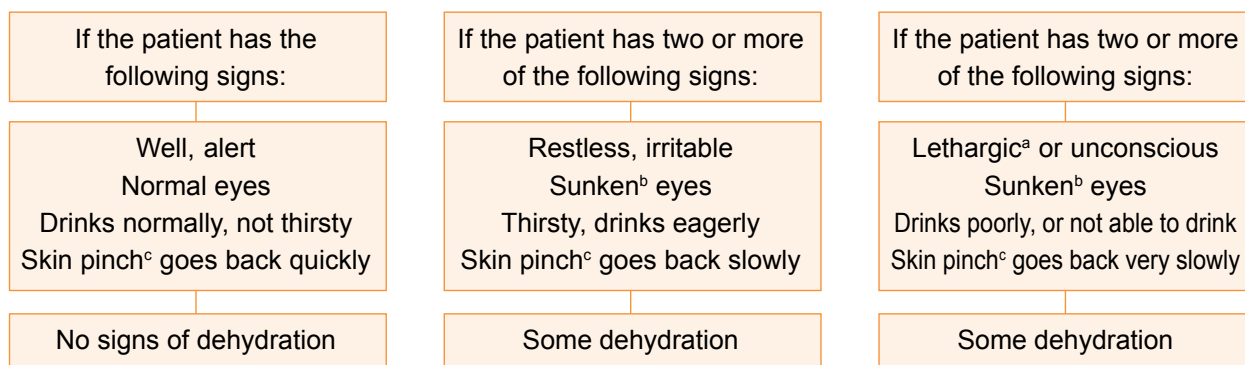 If the patient has the
following signs:
Well, alert
Normal eyes
Drinks normally, not thirsty
Skin pinchᶜ goes back quickly
No signs of dehydration
If the patient has two or more
of the following signs:
Restless, irritable
Sunkenᵇ eyes
Thirsty, drinks eagerly
Skin pinchᶜ goes back slowly
Some dehydration
If the patient has two or more
of the following signs:
Lethargicᵃ or unconscious
Sunkenᵇ eyes
Drinks poorly, or not able to drink
Skin pinchᶜ goes back very slowly
Some dehydration